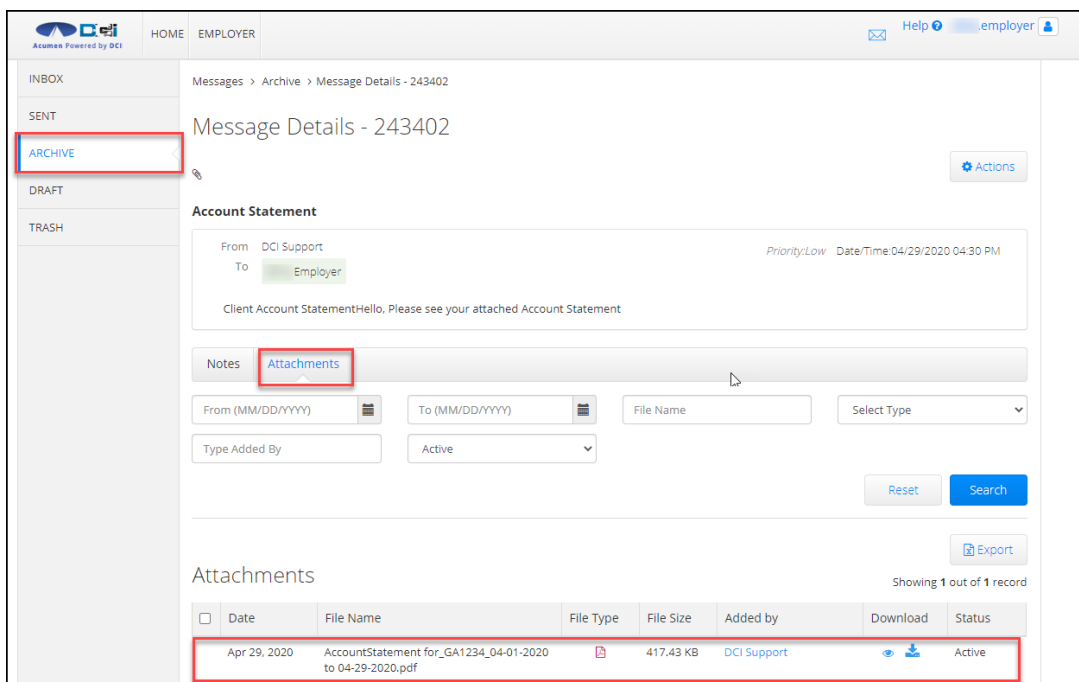 DCI
Acumen Powered by DCI
HOME EMPLOYER
Help .employer
INBOX
SENT
ARCHIVE
DRAFT
TRASH
Messages > Archive > Message Details - 243402
Message Details - 243402
Actions
Account Statement
From DCI Support
Priority:Low Date/Time:04/29/2020 04:30 PM
To Employer
Client Account StatementHello, Please see your attached Account Statement
Notes Attachments
From (MM/DD/YYYY) To (MM/DD/YYYY) File Name Select Type
Type Added By Active
Reset Search
Export
Attachments
Showing 1 out of 1 record
Date File Name File Type File Size Added by Download Status
Apr 29, 2020 AccountStatement for_GA1234_04-01-2020 417.43 KB DCI Support Active
to 04-29-2020.pdf